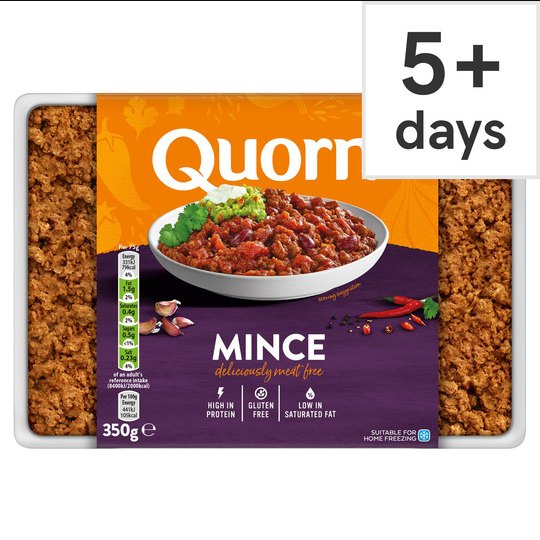 5+
days
Quorn
Per 75g
Energy
331kJ
79kcal
4%
Fat
1.5g
2%
Saturates
0.4g
2%
Sugars
0.5g
<1%
Salt
0.23g
4%
of an adult's
reference intake
(8400kJ/2000kcal)
Per 100g
Energy
441kJ
105kcal
350g ℮
serving suggestion
MINCE
deliciously meat free
HIGH IN
PROTEIN
GLUTEN
FREE
LOW IN
SATURATED FAT
SUITABLE FOR
HOME FREEZING